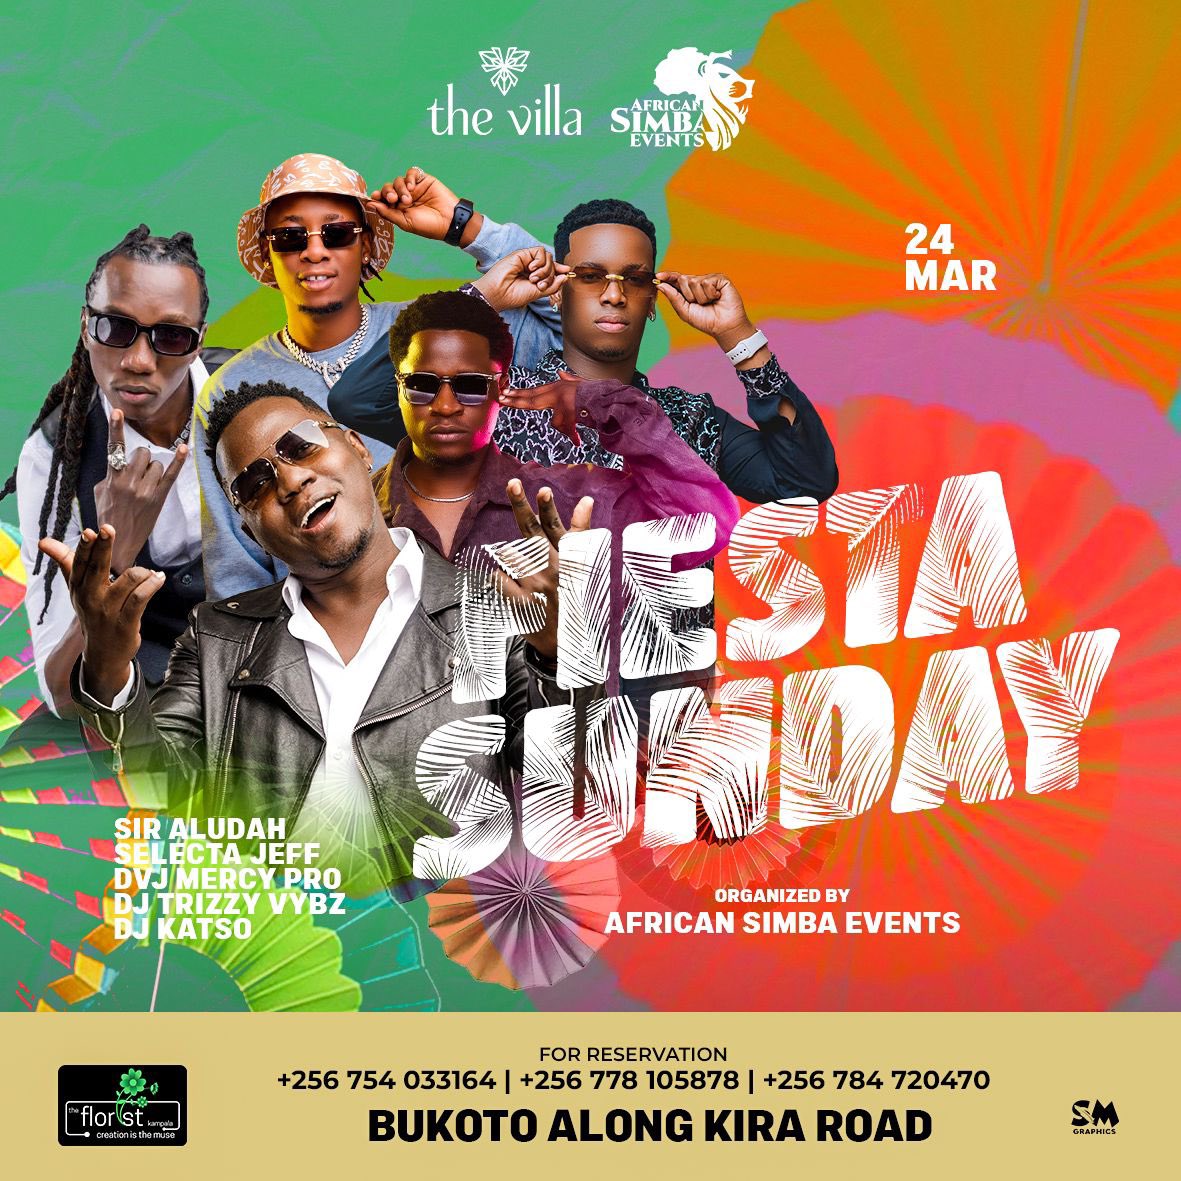 the villa
AFRICAN
SIMBA
EVENTS
24
MAR
FIESTA
SUNDAY
SIR ALUDAH
SELECTA JEFF
DVJ MERCY PRO
DJ TRIZZY VYBZ
DJ KATSO
ORGANIZED BY
AFRICAN SIMBA EVENTS
FOR RESERVATION
+256 754 033164 | +256 778 105878 | +256 784 720470
BUKOTO ALONG KIRA ROAD
the florist kampala
creation is the muse
SM
GRAPHICS